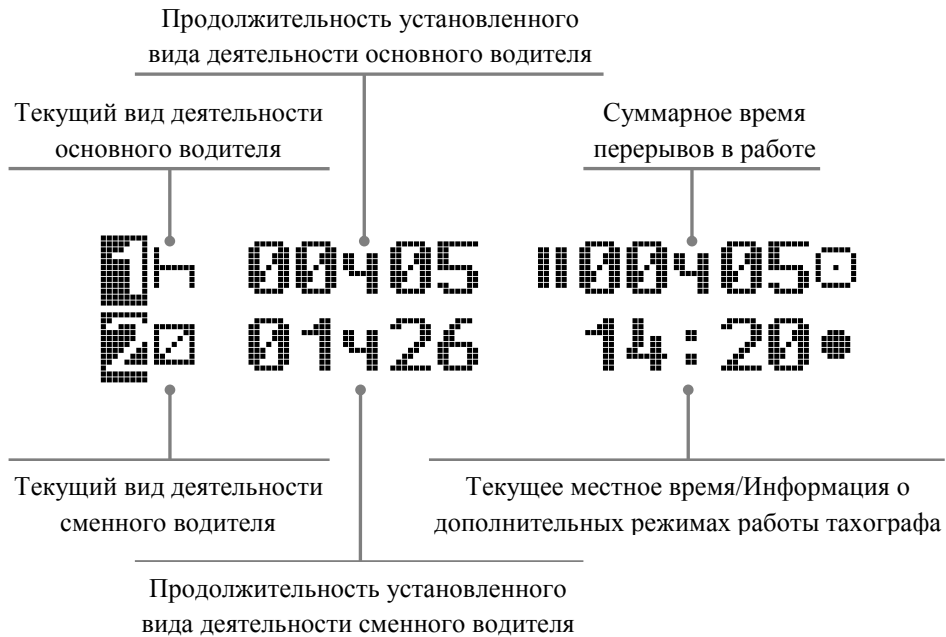 Продолжительность установленного
вида деятельности основного водителя
Текущий вид деятельности
основного водителя
Суммарное время
перерывов в работе
1h 00ч05 00ч05
2 01ч26 14:20
Текущий вид деятельности
сменного водителя
Текущее местное время/Информация о
дополнительных режимах работы тахографа
Продолжительность установленного
вида деятельности сменного водителя